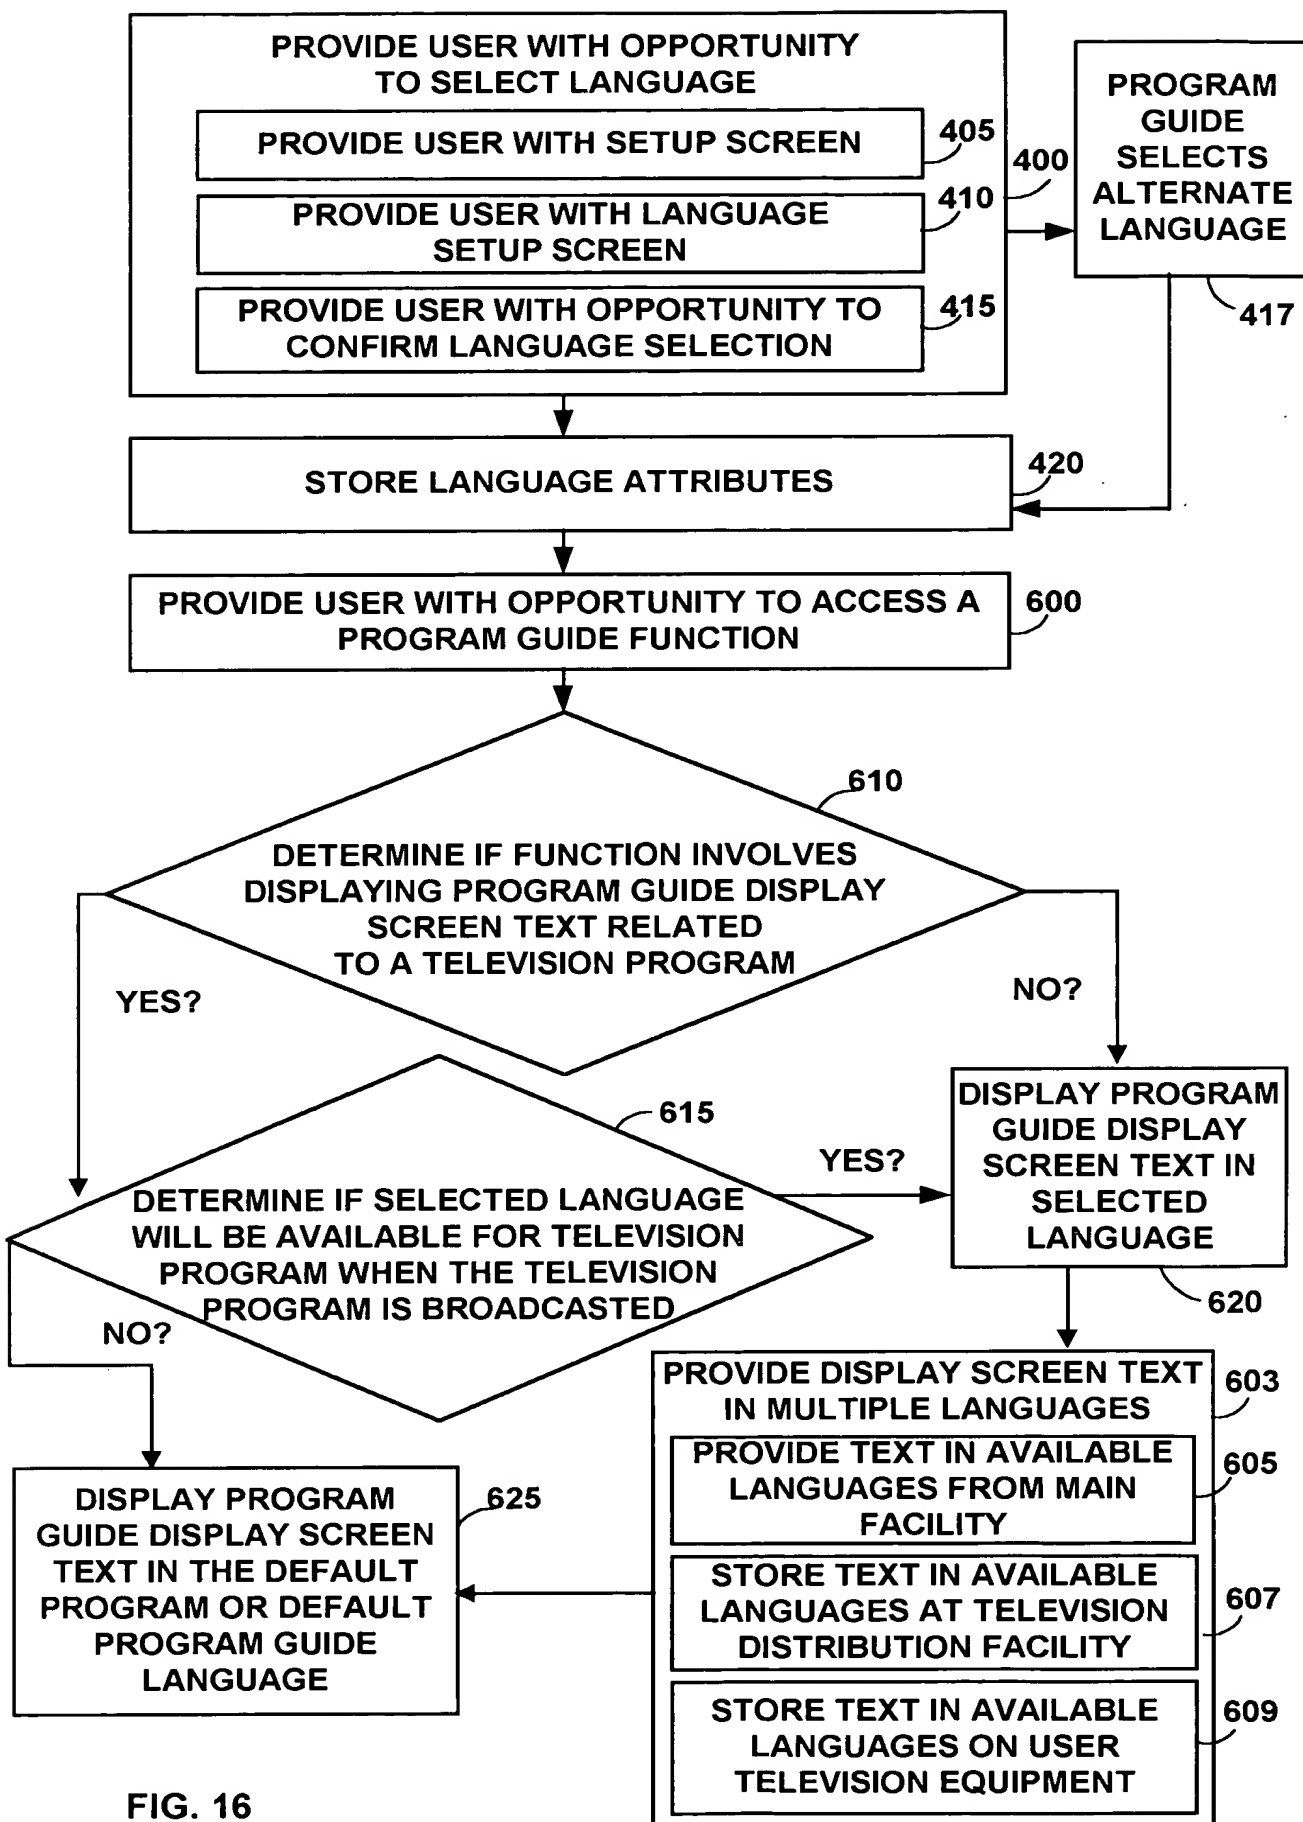 PROVIDE USER WITH OPPORTUNITY
TO SELECT LANGUAGE
PROVIDE USER WITH SETUP SCREEN
405
400
PROVIDE USER WITH LANGUAGE
SETUP SCREEN
410
PROVIDE USER WITH OPPORTUNITY TO
CONFIRM LANGUAGE SELECTION
415
PROGRAM
GUIDE
SELECTS
ALTERNATE
LANGUAGE
417
STORE LANGUAGE ATTRIBUTES
420
PROVIDE USER WITH OPPORTUNITY TO ACCESS A
PROGRAM GUIDE FUNCTION
600
610
DETERMINE IF FUNCTION INVOLVES
DISPLAYING PROGRAM GUIDE DISPLAY
SCREEN TEXT RELATED
TO A TELEVISION PROGRAM
YES?
NO?
615
DETERMINE IF SELECTED LANGUAGE
WILL BE AVAILABLE FOR TELEVISION
PROGRAM WHEN THE TELEVISION
PROGRAM IS BROADCASTED
YES?
NO?
DISPLAY PROGRAM
GUIDE DISPLAY
SCREEN TEXT IN
SELECTED
LANGUAGE
620
PROVIDE DISPLAY SCREEN TEXT
IN MULTIPLE LANGUAGES
603
PROVIDE TEXT IN AVAILABLE
LANGUAGES FROM MAIN
FACILITY
605
STORE TEXT IN AVAILABLE
LANGUAGES AT TELEVISION
DISTRIBUTION FACILITY
607
STORE TEXT IN AVAILABLE
LANGUAGES ON USER
TELEVISION EQUIPMENT
609
DISPLAY PROGRAM
GUIDE DISPLAY SCREEN
TEXT IN THE DEFAULT
PROGRAM OR DEFAULT
PROGRAM GUIDE
LANGUAGE
625
FIG. 16